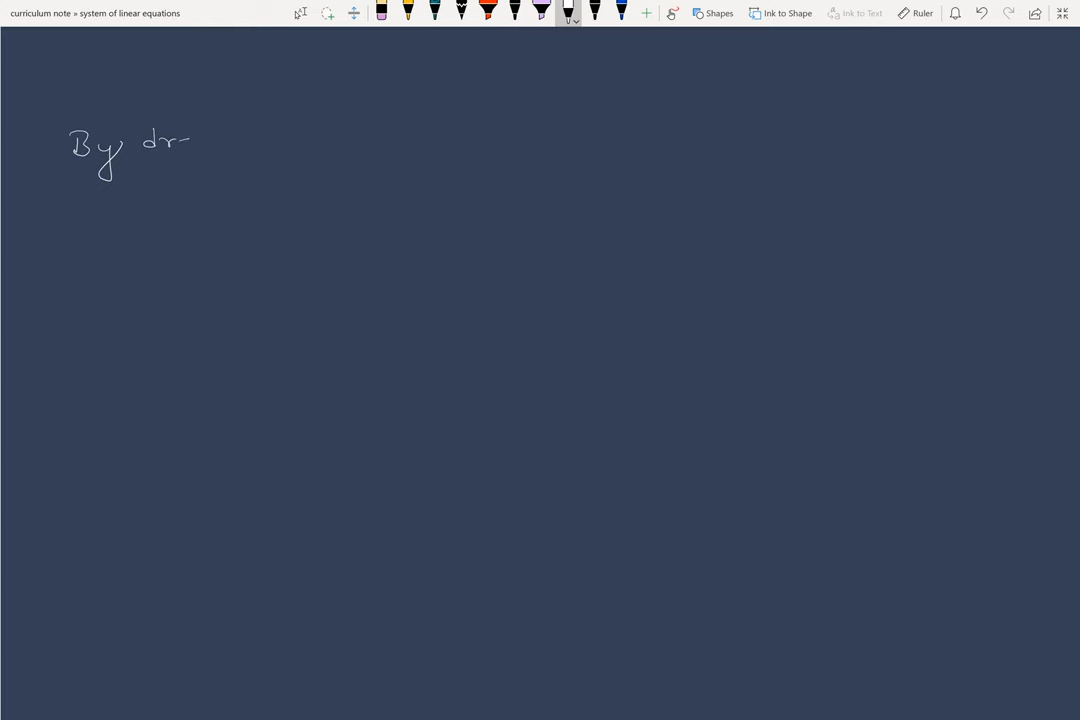 curriculum note » system of linear equations
Shapes
Ink to Shape
Ink to Text
Ruler
By dr